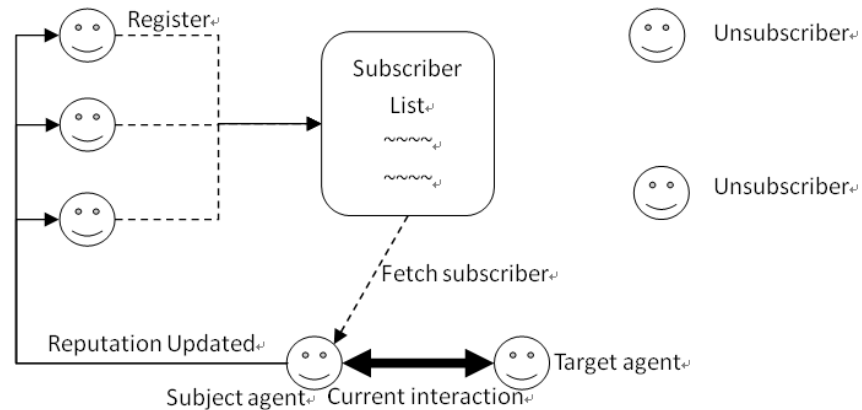 Register
Unsubscriber
Subscriber
List
~~~~
~~~~
Unsubscriber
Fetch subscriber
Reputation Updated
Target agent
Subject agent
Current interaction